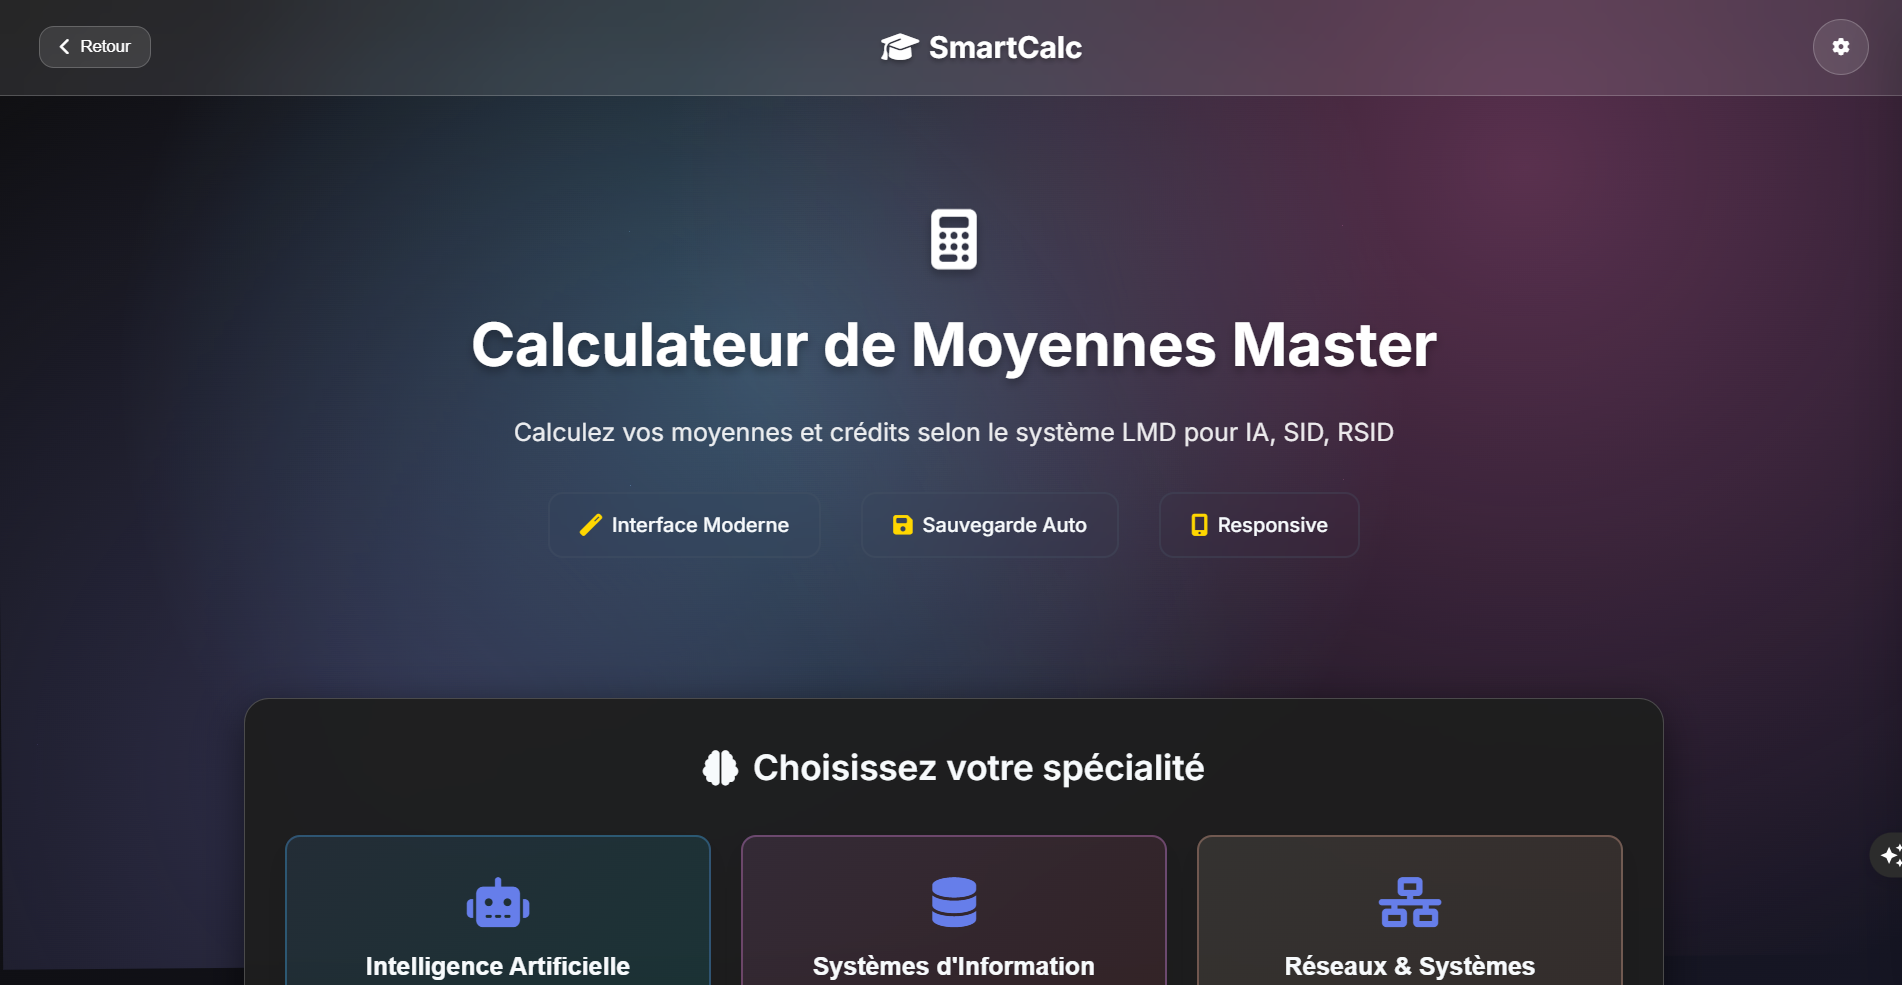 Retour
SmartCalc
Calculateur de Moyennes Master
Calculez vos moyennes et crédits selon le système LMD pour IA, SID, RSID
Interface Moderne
Sauvegarde Auto
Responsive
Choisissez votre spécialité
Intelligence Artificielle
Systèmes d'Information
Réseaux & Systèmes